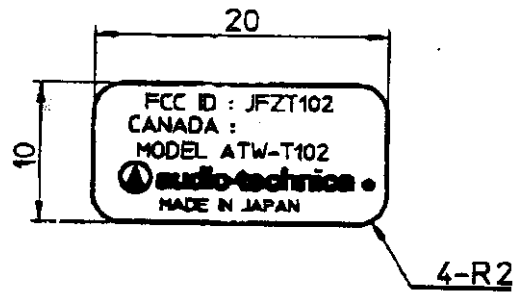 20
10
FCC ID : JFZT102
CANADA :
MODEL ATW-T102
audio-technica
MADE IN JAPAN
4-R2